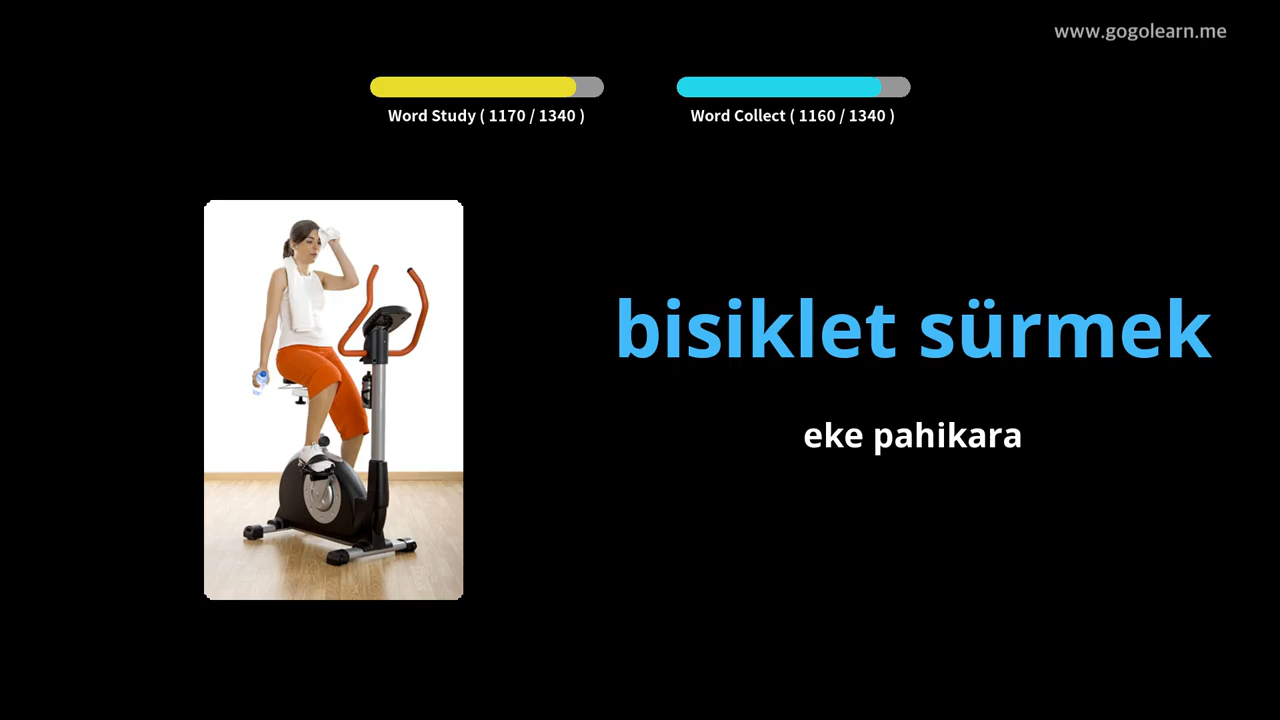 www.gogolearn.me
Word Study ( 1170 / 1340 )
Word Collect ( 1160 / 1340 )
bisiklet sürmek
eke pahikara